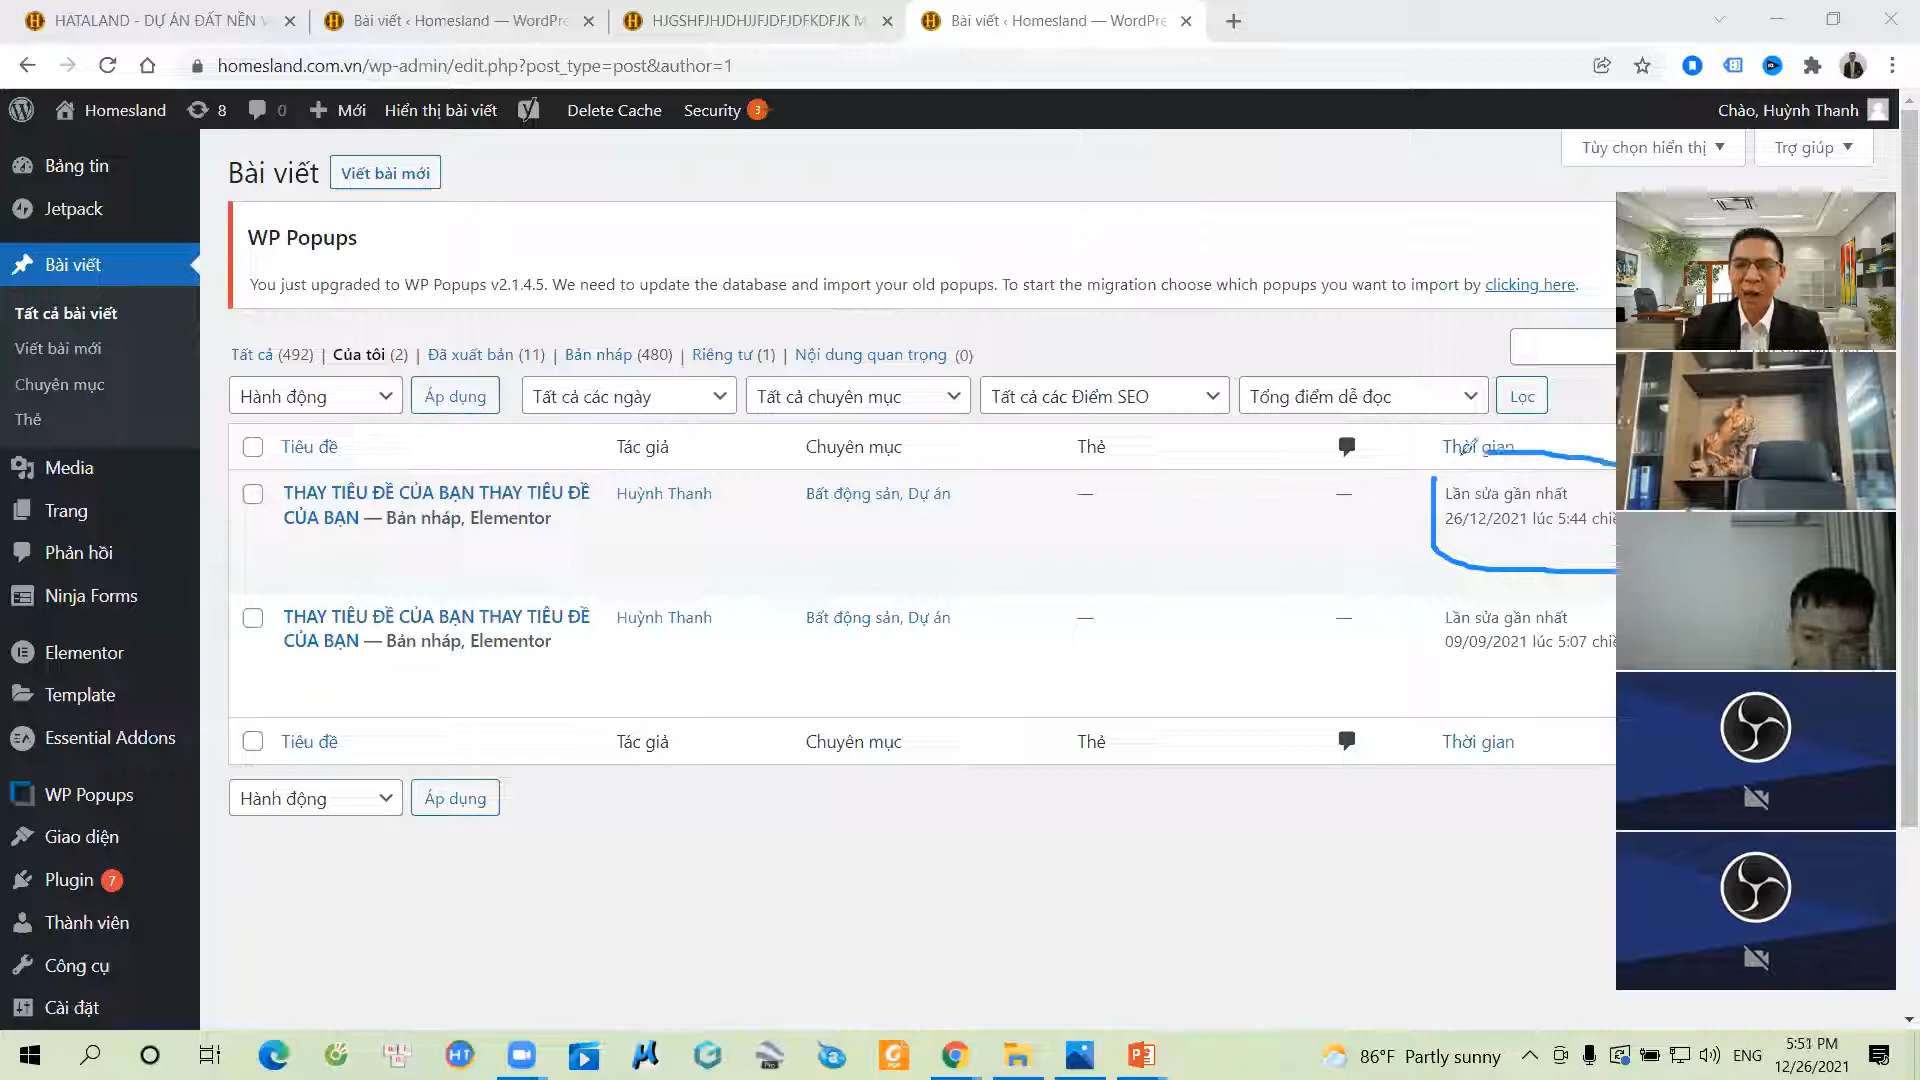 HATALAND - DỰ ÁN ĐẤT NỀN V
Bài viết ‹ Homesland — WordPre
HJGSHFJHJDHJJFJDFJDFKDFJK M
Bài viết ‹ Homesland — WordPre
homesland.com.vn/wp-admin/edit.php?post_type=post&author=1
Homesland 8 0 Mới Hiển thị bài viết Delete Cache Security 3 Chào, Huỳnh Thanh
Tùy chọn hiển thị Trợ giúp
Bảng tin
Jetpack
Bài viết
Tất cả bài viết
Viết bài mới
Chuyên mục
Thẻ
Media
Trang
Phản hồi
Ninja Forms
Elementor
Template
Essential Addons
WP Popups
Giao diện
Plugin 7
Thành viên
Công cụ
Cài đặt
Bài viết Viết bài mới
WP Popups
You just upgraded to WP Popups v2.1.4.5. We need to update the database and import your old popups. To start the migration choose which popups you want to import by clicking here.
Tất cả (492) | Của tôi (2) | Đã xuất bản (11) | Bản nháp (480) | Riêng tư (1) | Nội dung quan trọng (0)
Hành động Áp dụng Tất cả các ngày Tất cả chuyên mục Tất cả các Điểm SEO Tổng điểm dễ đọc Lọc
Tiêu đề Tác giả Chuyên mục Thẻ Thời gian
THAY TIÊU ĐỀ CỦA BẠN THAY TIÊU ĐỀ Huỳnh Thanh Bất động sản, Dự án — — Lần sửa gần nhất
CỦA BẠN — Bản nháp, Elementor 26/12/2021 lúc 5:44 chiề
THAY TIÊU ĐỀ CỦA BẠN THAY TIÊU ĐỀ Huỳnh Thanh Bất động sản, Dự án — — Lần sửa gần nhất
CỦA BẠN — Bản nháp, Elementor 09/09/2021 lúc 5:07 chiề
Tiêu đề Tác giả Chuyên mục Thẻ Thời gian
Hành động Áp dụng
HT
86°F Partly sunny ENG 5:51 PM
12/26/2021